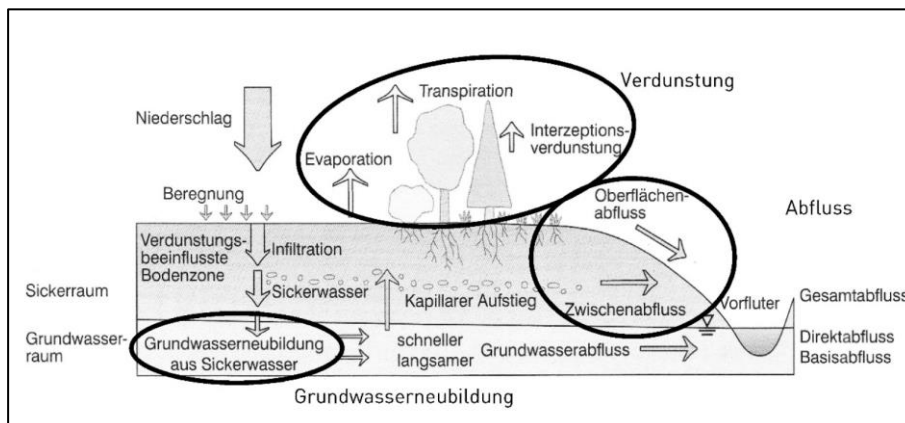 Verdunstung
Transpiration
Niederschlag
Interzeptions-
verdunstung
Evaporation
Beregnung
Oberflächen-
abfluss
Abfluss
Verdunstungs-
beeinflusste
Bodenzone
Infiltration
Sickerraum
Sickerwasser
Kapillarer Aufstieg
Zwischenabfluss
Vorfluter
Gesamtabfluss
Grundwasser-
raum
Grundwasserneubildung
aus Sickerwasser
schneller
langsamer
Grundwasserabfluss
Direktabfluss
Basisabfluss
Grundwasserneubildung